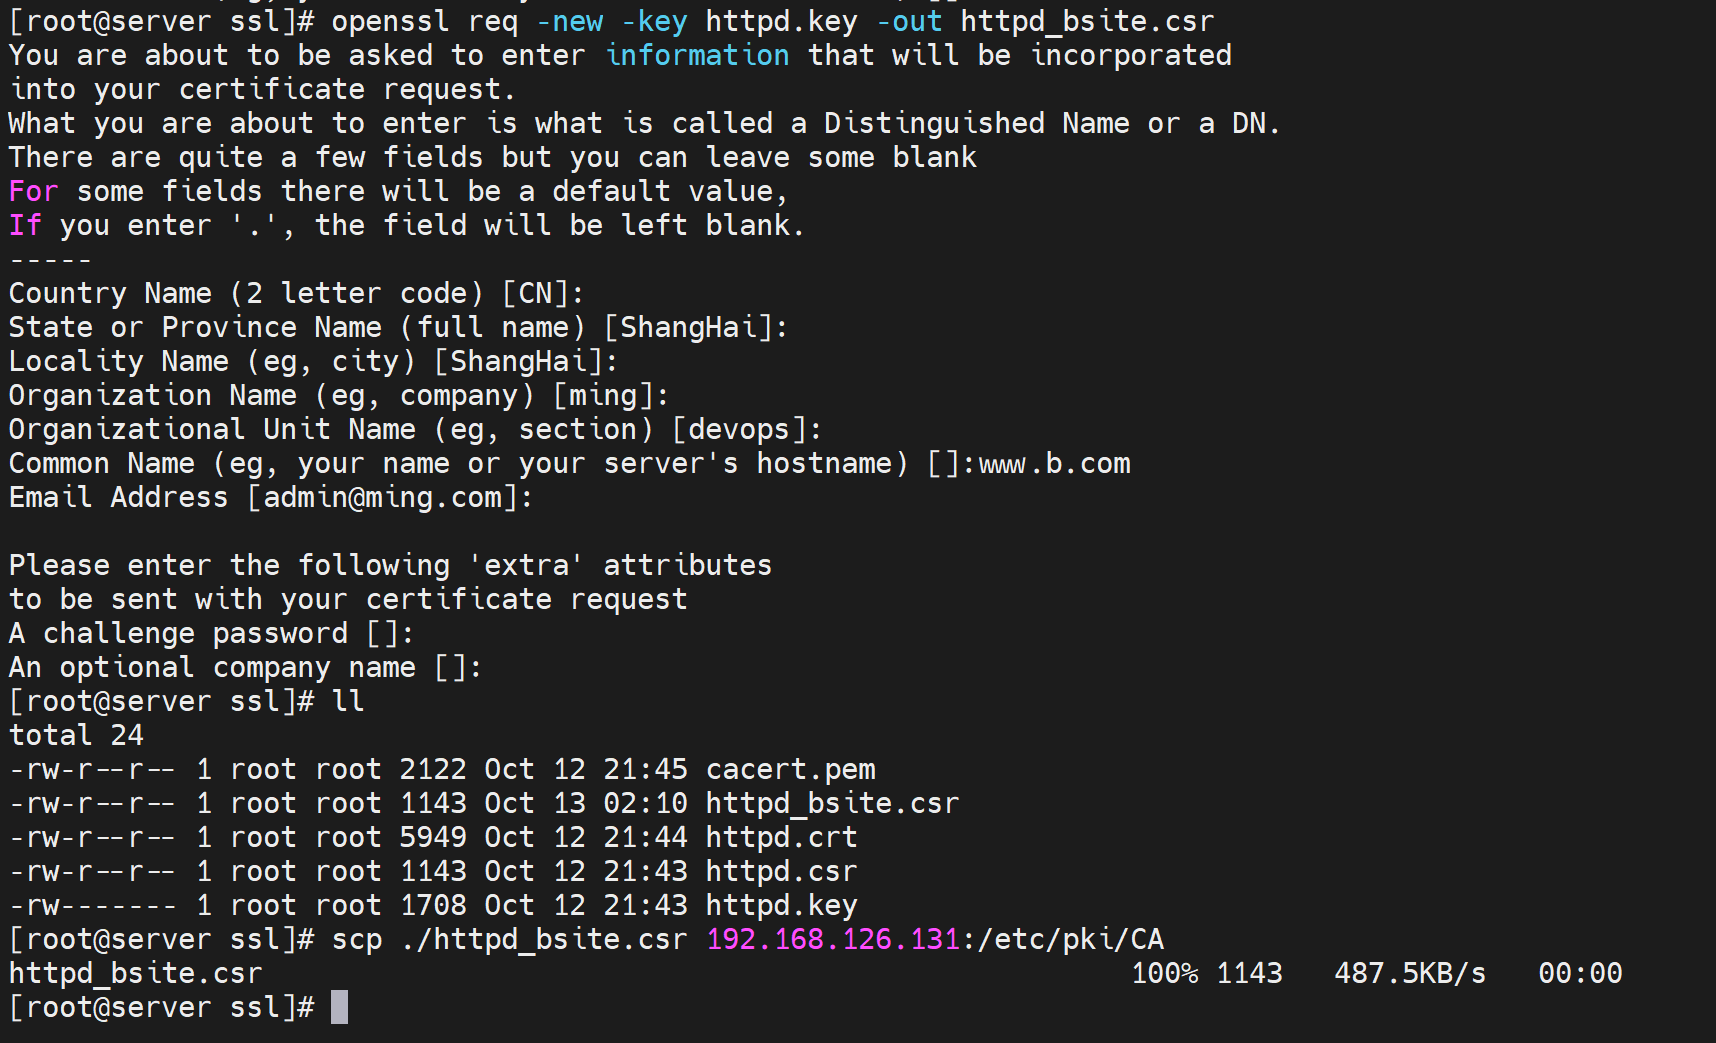 [root@server ssl]# openssl req -new -key httpd.key -out httpd_bsite.csr
You are about to be asked to enter information that will be incorporated
into your certificate request.
What you are about to enter is what is called a Distinguished Name or a DN.
There are quite a few fields but you can leave some blank
For some fields there will be a default value,
If you enter '.', the field will be left blank.
-----
Country Name (2 letter code) [CN]:
State or Province Name (full name) [ShangHai]:
Locality Name (eg, city) [ShangHai]:
Organization Name (eg, company) [ming]:
Organizational Unit Name (eg, section) [devops]:
Common Name (eg, your name or your server's hostname) []:www.b.com
Email Address [admin@ming.com]:

Please enter the following 'extra' attributes
to be sent with your certificate request
A challenge password []:
An optional company name []:
[root@server ssl]# ll
total 24
-rw-r--r-- 1 root root 2122 Oct 12 21:45 cacert.pem
-rw-r--r-- 1 root root 1143 Oct 13 02:10 httpd_bsite.csr
-rw-r--r-- 1 root root 5949 Oct 12 21:44 httpd.crt
-rw-r--r-- 1 root root 1143 Oct 12 21:43 httpd.csr
-rw------- 1 root root 1708 Oct 12 21:43 httpd.key
[root@server ssl]# scp ./httpd_bsite.csr 192.168.126.131:/etc/pki/CA
httpd_bsite.csr 100% 1143 487.5KB/s 00:00
[root@server ssl]#